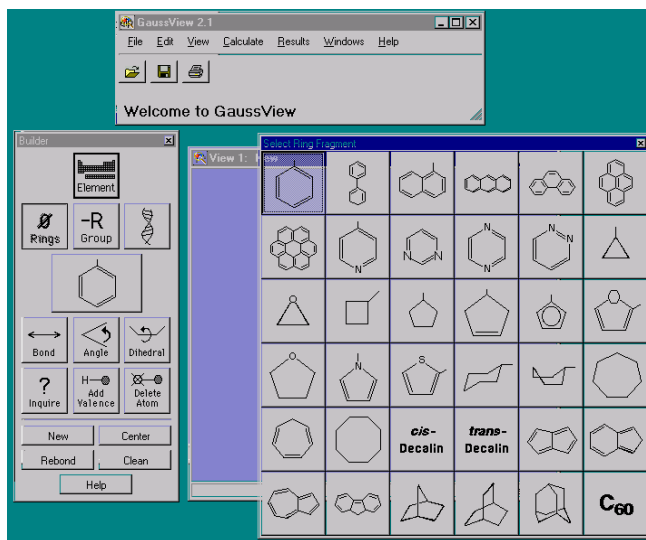 GaussView 2.1
File Edit View Calculate Results Windows Help
Welcome to GaussView
Builder
Element
Rings
-R
Group
Bond
Angle
Dihedral
?
Inquire
H
Add
Valence
Delete
Atom
New
Center
Rebond
Clean
Help
View 1:
Select Ring Fragment
N
N
N
N
N
N
N
O
O
O
N
S
cis-
Decalin
trans-
Decalin
C60